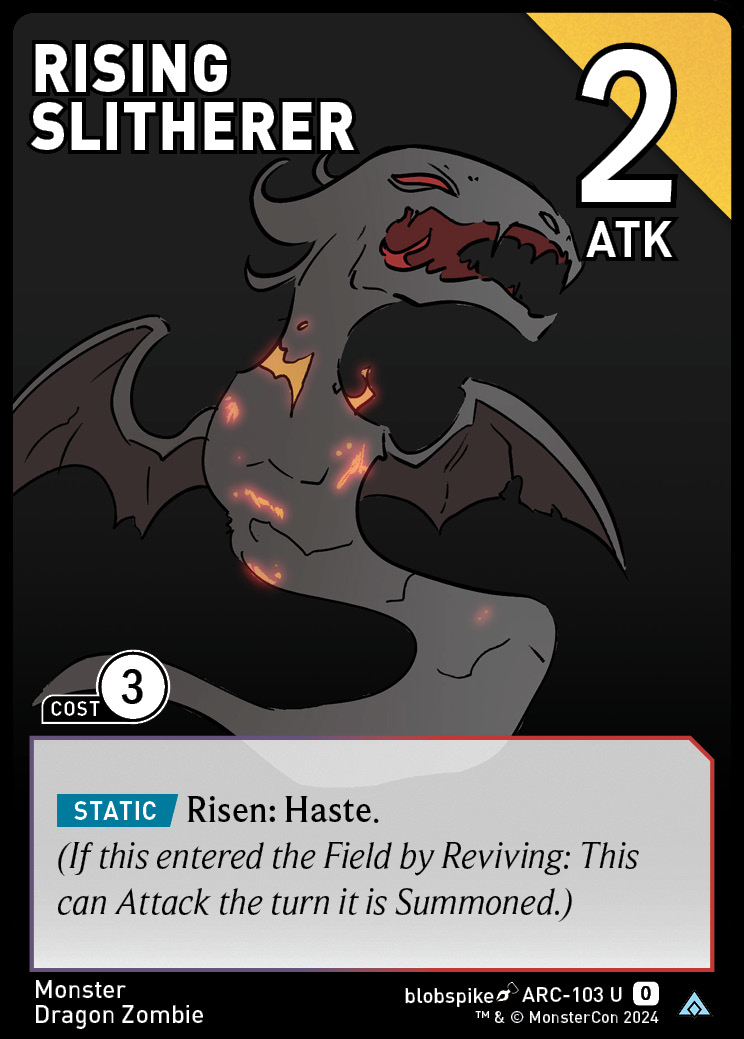 RISING
SLITHERER
2
ATK
COST 3
STATIC Risen: Haste.
(If this entered the Field by Reviving: This
can Attack the turn it is Summoned.)
Monster
Dragon Zombie
blobspike ARC-103 U 0
™ & © MonsterCon 2024